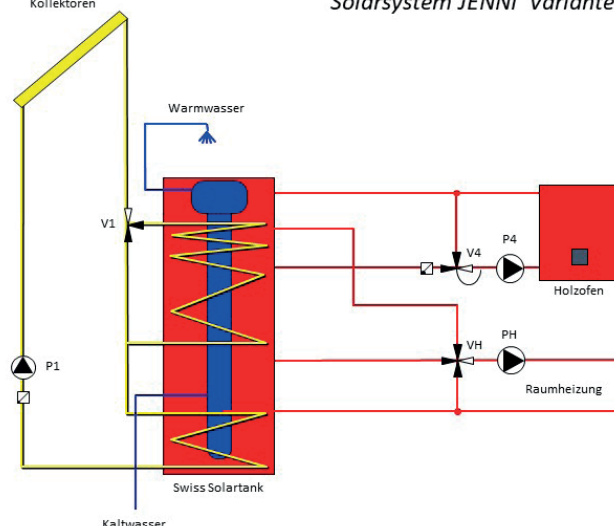 Solarsystem JENNI Variante
Kollektoren
Warmwasser
V1
V4
P4
Holzofen
P1
VH
PH
Raumheizung
Swiss Solartank
Kaltwasser